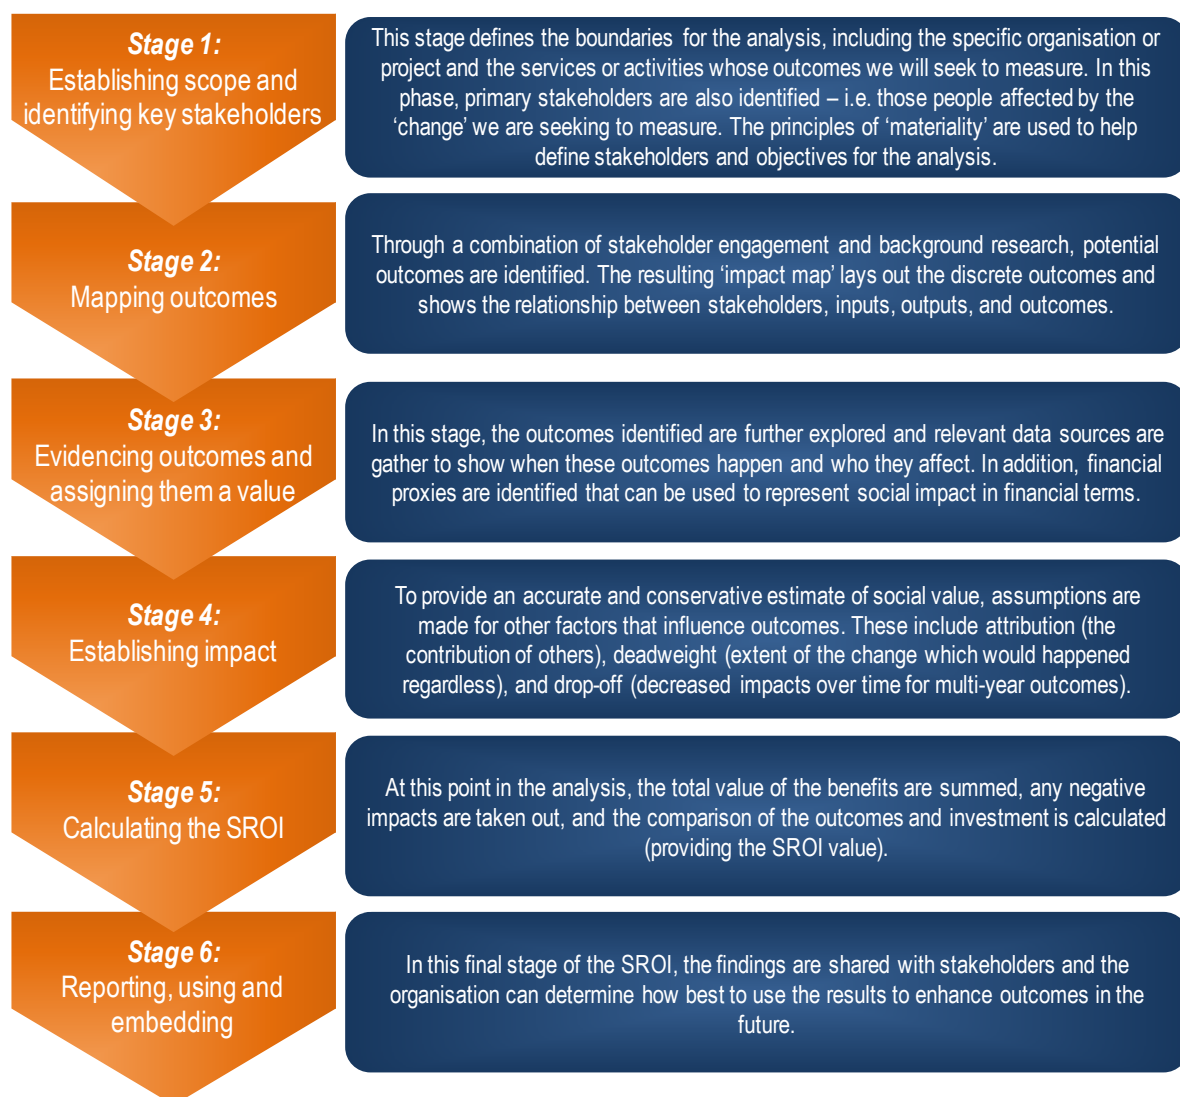 Stage 1:
Establishing scope and
identifying key stakeholders
This stage defines the boundaries for the analysis, including the specific organisation or
project and the services or activities whose outcomes we will seek to measure. In this
phase, primary stakeholders are also identified – i.e. those people affected by the
‘change’ we are seeking to measure. The principles of ‘materiality’ are used to help
define stakeholders and objectives for the analysis.
Stage 2:
Mapping outcomes
Through a combination of stakeholder engagement and background research, potential
outcomes are identified. The resulting ‘impact map’ lays out the discrete outcomes and
shows the relationship between stakeholders, inputs, outputs, and outcomes.
Stage 3:
Evidencing outcomes and
assigning them a value
In this stage, the outcomes identified are further explored and relevant data sources are
gather to show when these outcomes happen and who they affect. In addition, financial
proxies are identified that can be used to represent social impact in financial terms.
Stage 4:
Establishing impact
To provide an accurate and conservative estimate of social value, assumptions are
made for other factors that influence outcomes. These include attribution (the
contribution of others), deadweight (extent of the change which would happened
regardless), and drop-off (decreased impacts over time for multi-year outcomes).
Stage 5:
Calculating the SROI
At this point in the analysis, the total value of the benefits are summed, any negative
impacts are taken out, and the comparison of the outcomes and investment is calculated
(providing the SROI value).
Stage 6:
Reporting, using and
embedding
In this final stage of the SROI, the findings are shared with stakeholders and the
organisation can determine how best to use the results to enhance outcomes in the
future.